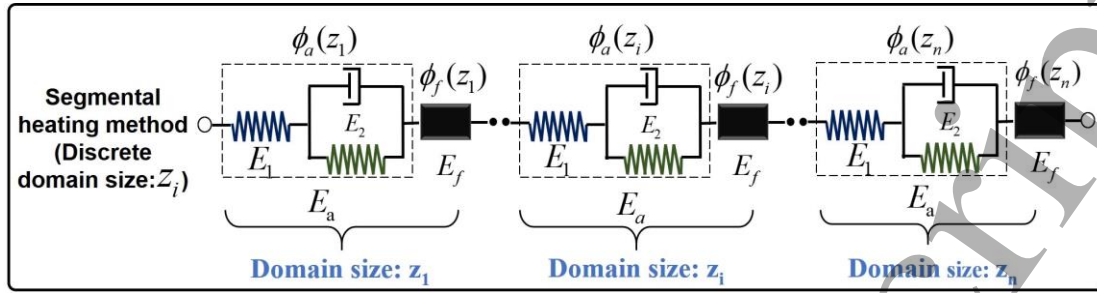 ϕₐ(z₁) ϕₐ(zᵢ) ϕₐ(zₙ)
ϕf(z₁) ϕf(zᵢ) ϕf(zₙ)
Segmental
heating method
(Discrete
domain size:zᵢ)
E₁ E₂ Ef E₁ E₂ Ef E₁ E₂ Ef
Eₐ Eₐ Eₐ
Domain size: z₁ Domain size: zᵢ Domain size: zₙ